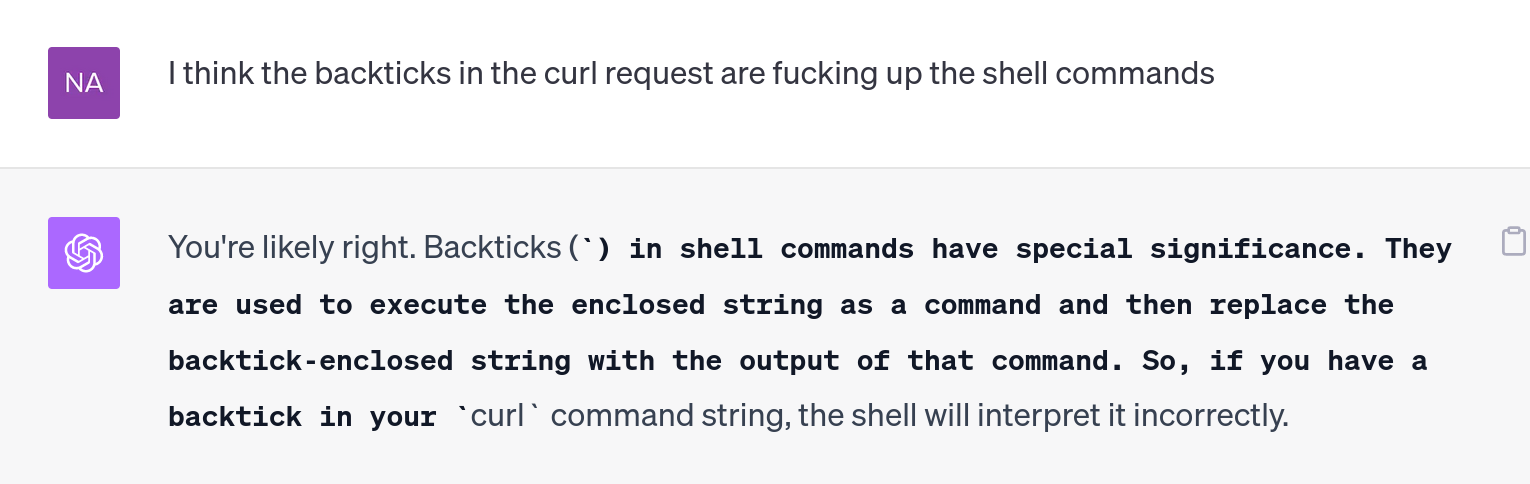 NA
I think the backticks in the curl request are fucking up the shell commands
You're likely right. Backticks (`) in shell commands have special significance. They
are used to execute the enclosed string as a command and then replace the
backtick-enclosed string with the output of that command. So, if you have a
backtick in your `curl` command string, the shell will interpret it incorrectly.